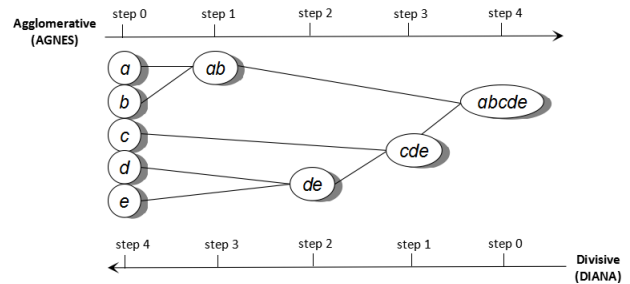 Agglomerative
(AGNES)
step 0 step 1 step 2 step 3 step 4
a ab
b abcde
c cde
d de
e
step 4 step 3 step 2 step 1 step 0
Divisive
(DIANA)